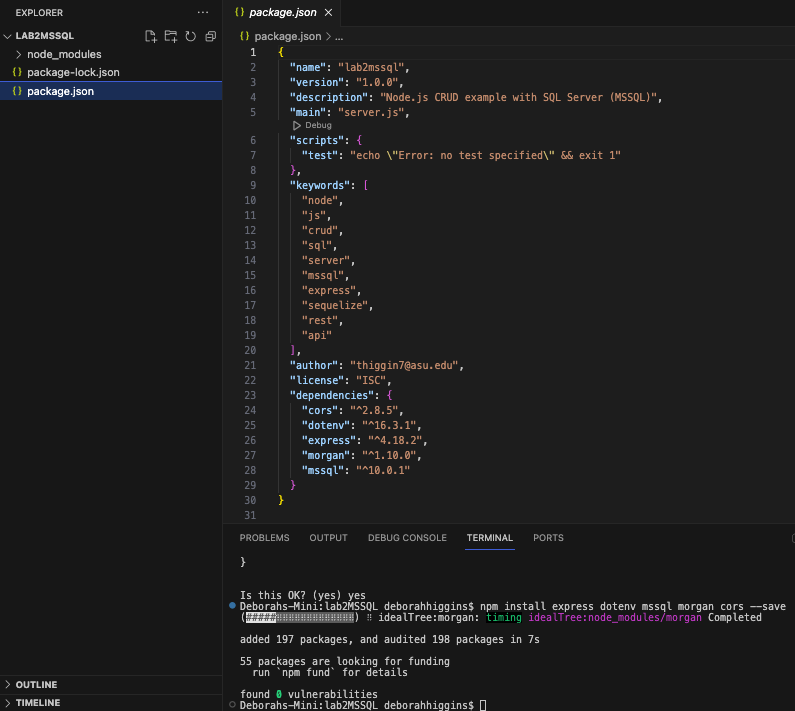 EXPLORER
LAB2MSSQL
node_modules
package-lock.json
package.json
OUTLINE
TIMELINE
package.json
package.json > ...
1 {
2 "name": "lab2mssql",
3 "version": "1.0.0",
4 "description": "Node.js CRUD example with SQL Server (MSSQL)",
5 "main": "server.js",
Debug
6 "scripts": {
7 "test": "echo \"Error: no test specified\" && exit 1"
8 },
9 "keywords": [
10 "node",
11 "js",
12 "crud",
13 "sql",
14 "server",
15 "mssql",
16 "express",
17 "sequelize",
18 "rest",
19 "api"
20 ],
21 "author": "thiggin7@asu.edu",
22 "license": "ISC",
23 "dependencies": {
24 "cors": "^2.8.5",
25 "dotenv": "^16.3.1",
26 "express": "^4.18.2",
27 "morgan": "^1.10.0",
28 "mssql": "^10.0.1"
29 }
30 }
31
PROBLEMS OUTPUT DEBUG CONSOLE TERMINAL PORTS
}
Is this OK? (yes) yes
Deborahs-Mini:lab2MSSQL deborahhiggins$ npm install express dotenv mssql morgan cors --save
idealTree:morgan: timing idealTree:node_modules/morgan Completed
added 197 packages, and audited 198 packages in 7s
55 packages are looking for funding
run `npm fund` for details
found 0 vulnerabilities
Deborahs-Mini:lab2MSSQL deborahhiggins$